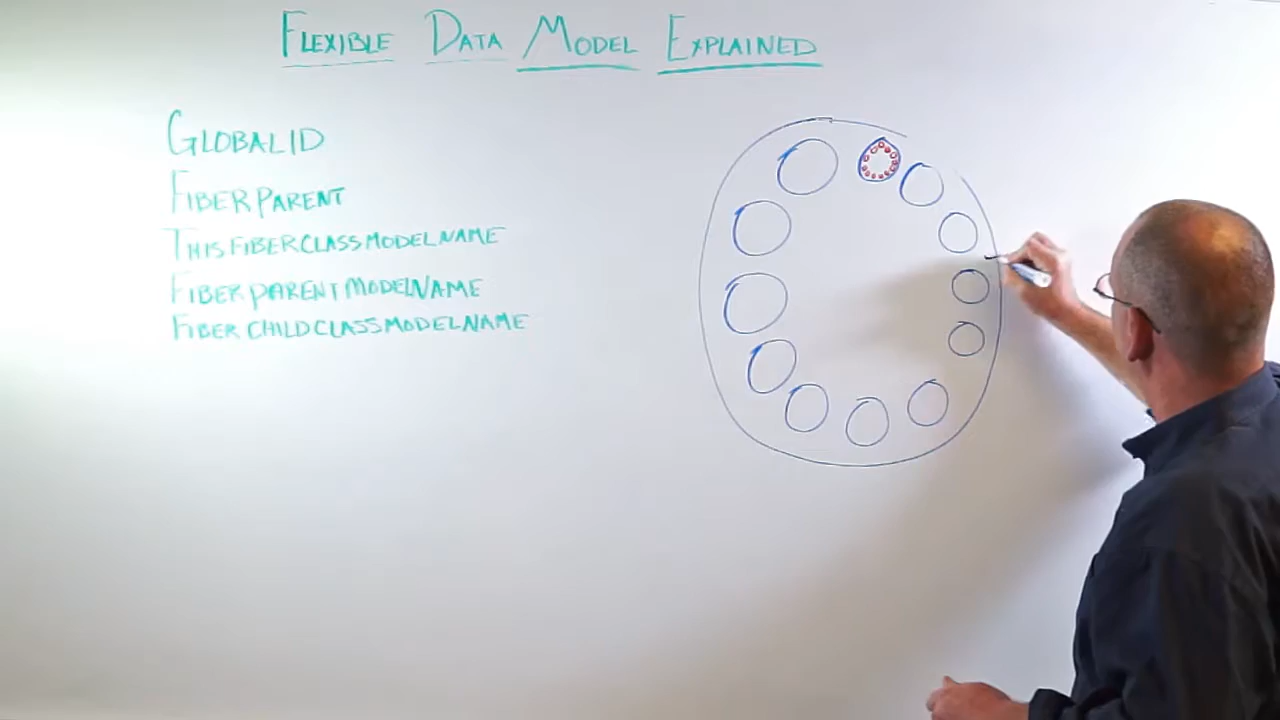 FLEXIBLE DATA MODEL EXPLAINED
GLOBALID
FIBERPARENT
THISFIBERCLASSMODELNAME
FIBERPARENTMODELNAME
FIBERCHILDCLASSMODELNAME